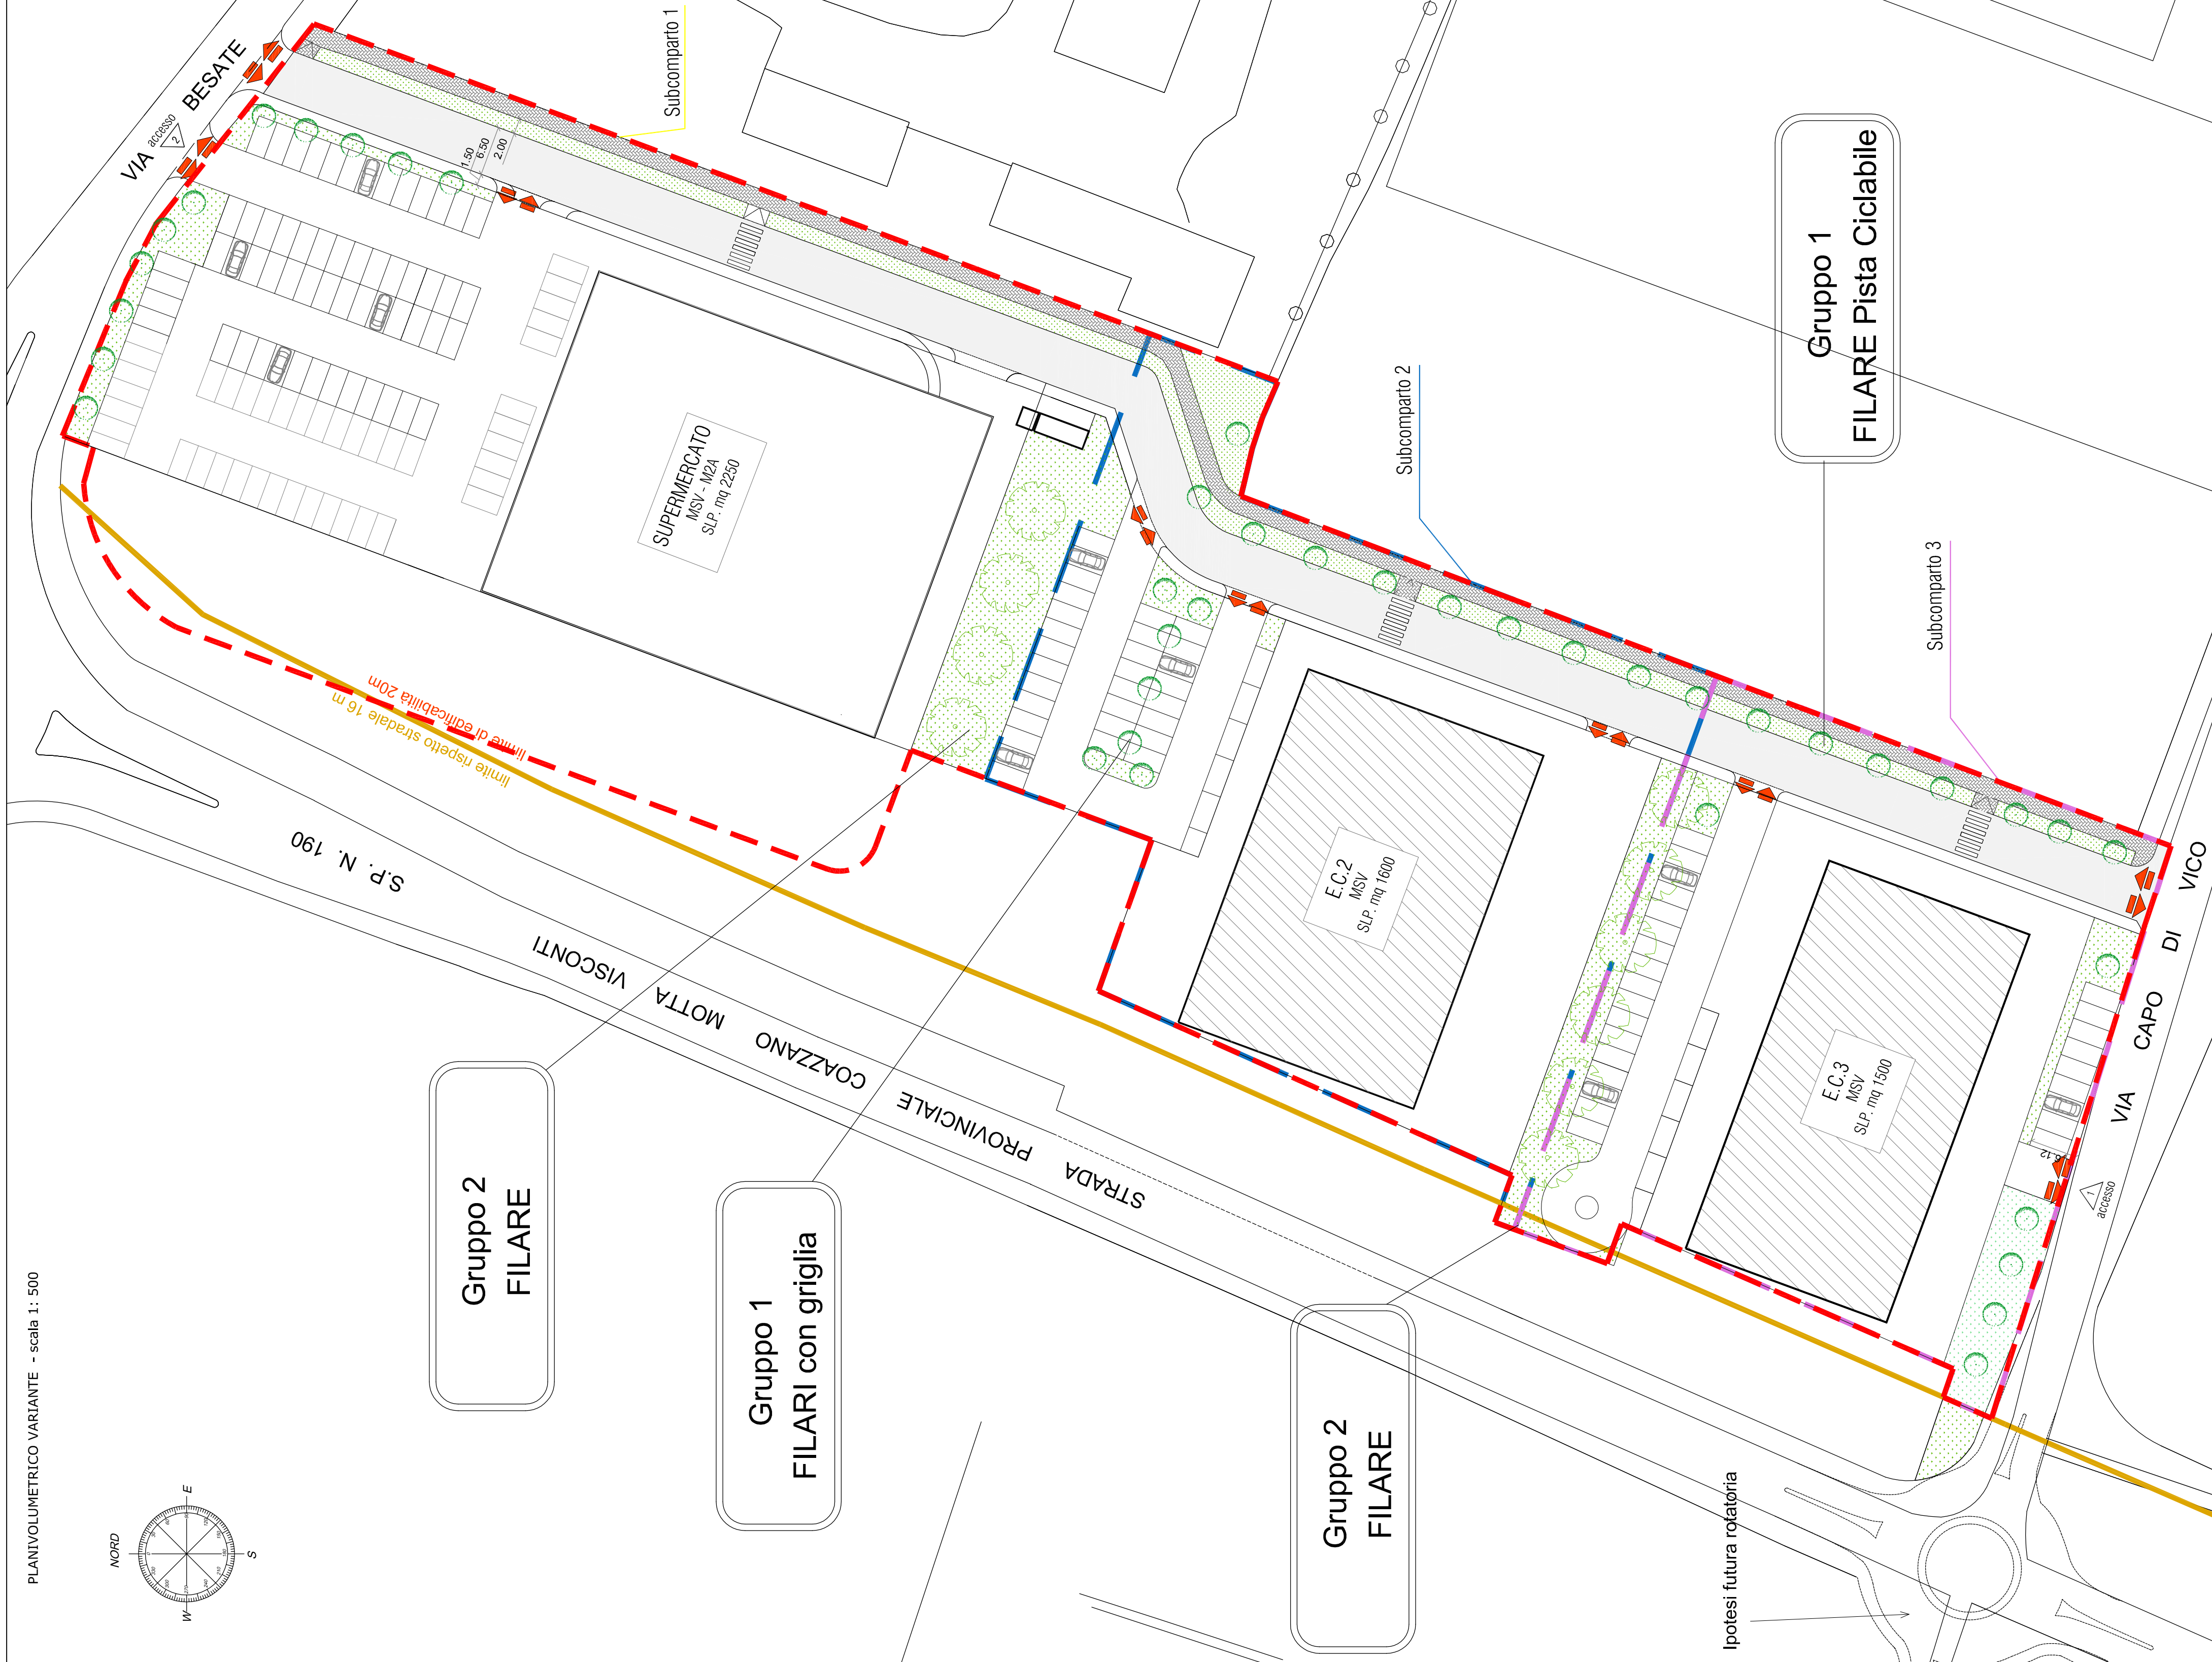 PLANIVOLUMETRICO VARIANTE - scala 1: 500
NORD
E
S
W
VIA BESATE
accesso
2
Subcomparto 1
1.50
6.50
2.00
SUPERMERCATO
MSV - M2A
SLP. mq 2250
limite di edificabilità 20m
limite rispetto stradale 16 m
S.P. N. 190
STRADA PROVINCIALE COAZZANO MOTTA VISCONTI
Gruppo 2
FILARE
Gruppo 1
FILARI con griglia
Gruppo 2
FILARE
Gruppo 1
FILARE Pista Ciclabile
Subcomparto 2
Subcomparto 3
E.C.2
MSV
SLP. mq 1600
E.C.3
MSV
SLP. mq 1500
VIA CAPO DI VICO
1
accesso
Ipotesi futura rotatoria